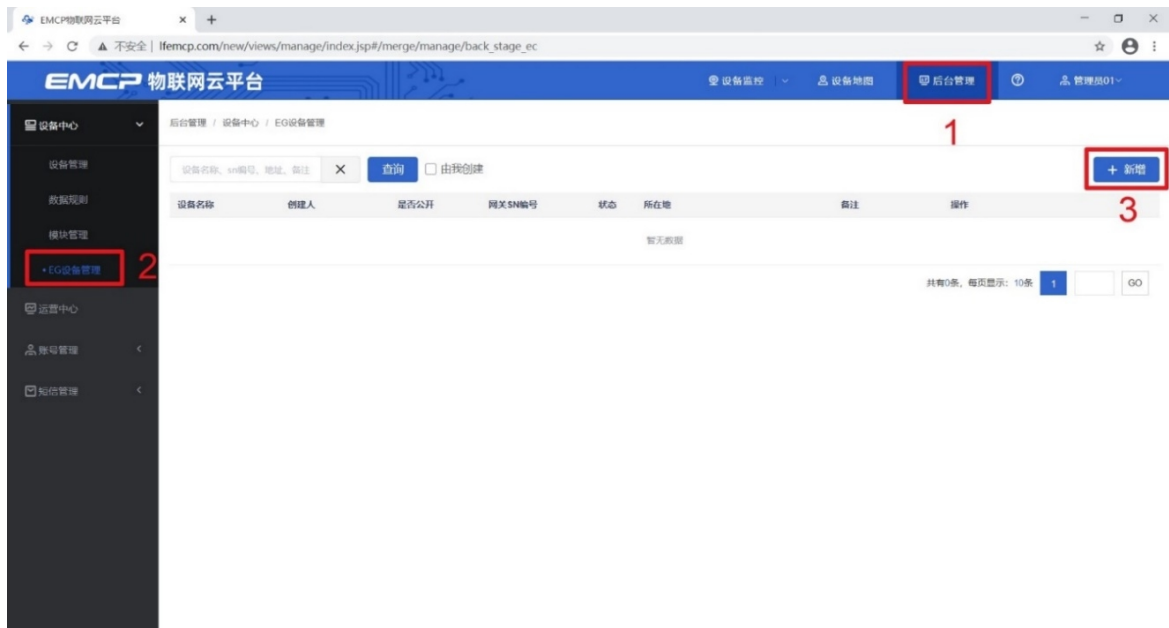 EMCP物联网云平台
不安全 | lfemcp.com/new/views/manage/index.jsp#/merge/manage/back_stage_ec
EMCP 物联网云平台
设备监控
设备地图
后台管理
管理员01
1
设备中心
后台管理 / 设备中心 / EG设备管理
设备管理
设备名称、sn编号、地址、备注
查询
由我创建
+ 新增
3
数据规则
设备名称 创建人 是否公开 网关SN编号 状态 所在地 备注 操作
模块管理
暂无数据
•EG设备管理
2
共有0条，每页显示：10条 1 GO
运营中心
账号管理
短信管理